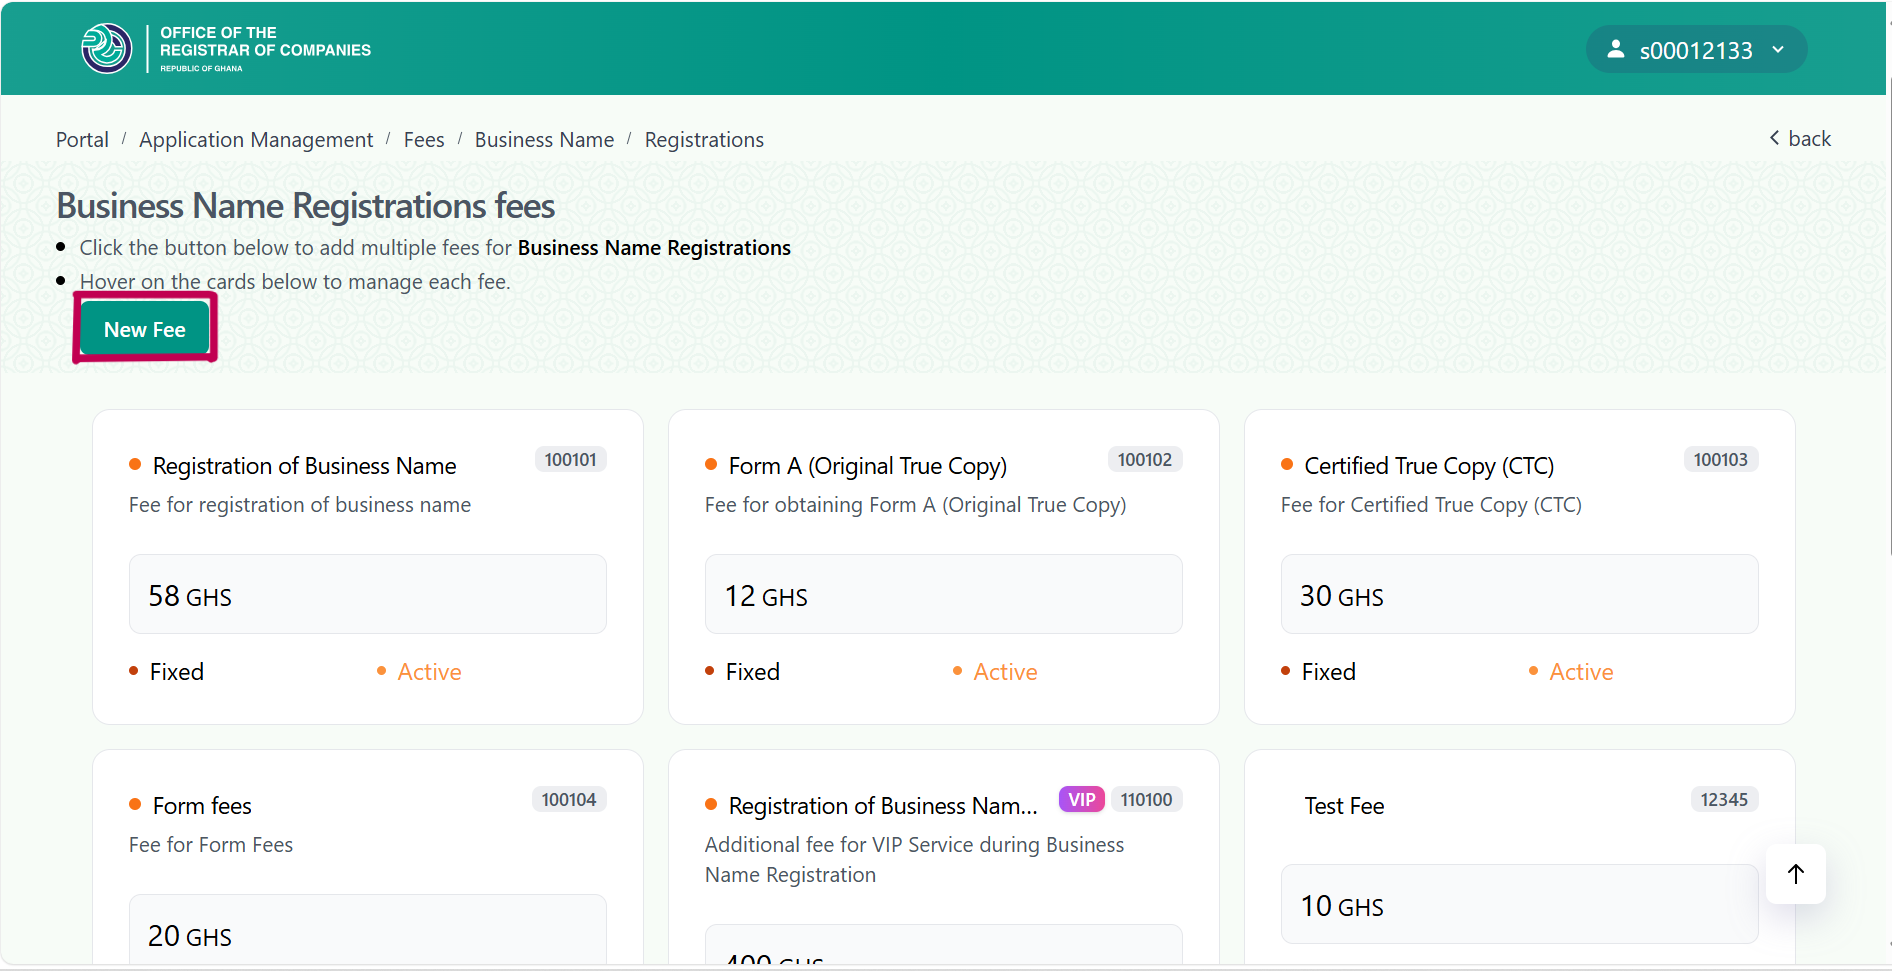 OFFICE OF THE
REGISTRAR OF COMPANIES
REPUBLIC OF GHANA
s00012133
Portal / Application Management / Fees / Business Name / Registrations
back
Business Name Registrations fees
Click the button below to add multiple fees for Business Name Registrations
Hover on the cards below to manage each fee.
New Fee
Registration of Business Name 100101
Fee for registration of business name
58 GHS
Fixed Active
Form A (Original True Copy) 100102
Fee for obtaining Form A (Original True Copy)
12 GHS
Fixed Active
Certified True Copy (CTC) 100103
Fee for Certified True Copy (CTC)
30 GHS
Fixed Active
Form fees 100104
Fee for Form Fees
20 GHS
Registration of Business Nam... VIP 110100
Additional fee for VIP Service during Business
Name Registration
400 GHS
Test Fee 12345
10 GHS